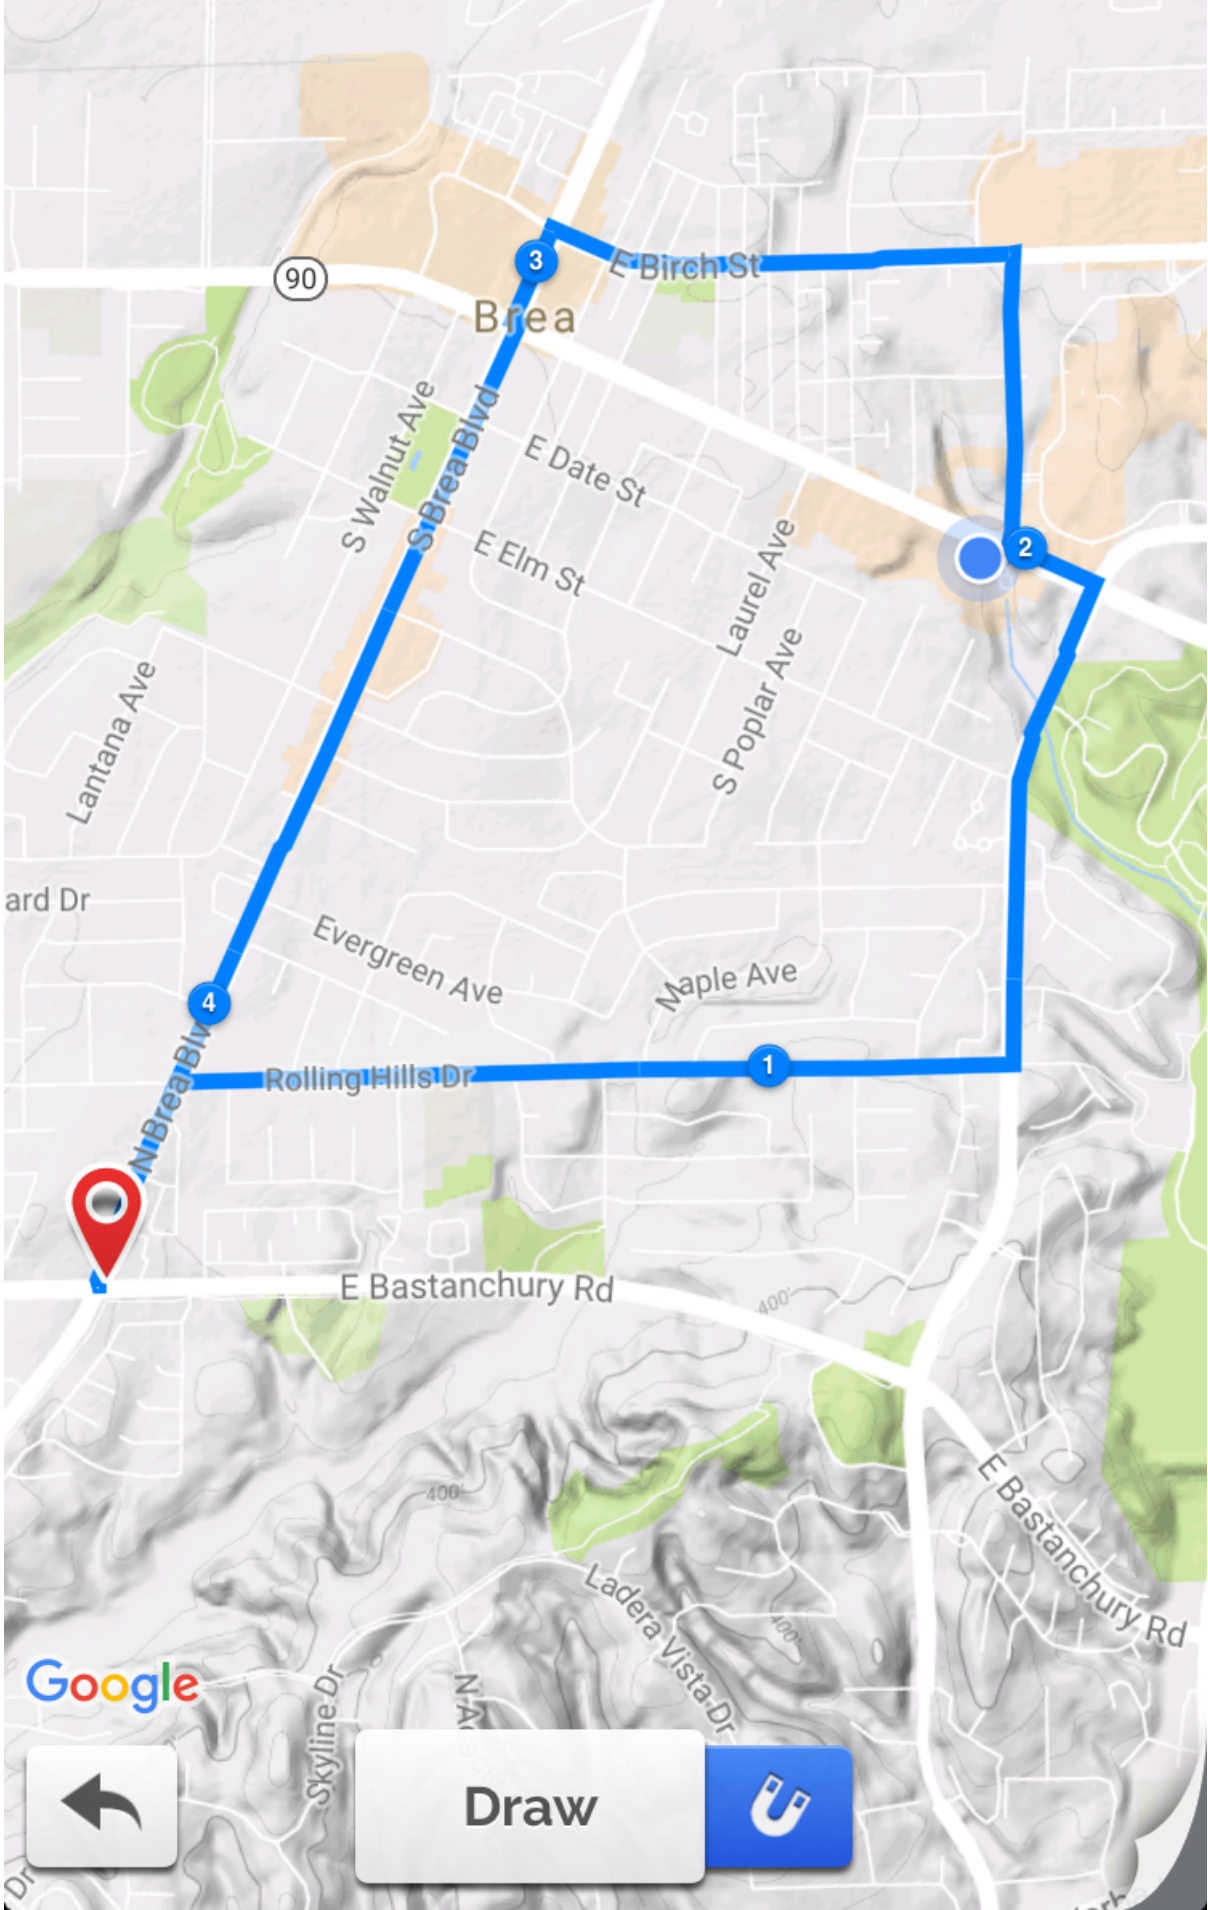 3
E Birch St
90
Brea
S Walnut Ave
S Brea Blvd
E Date St
E Elm St
Laurel Ave
2
S Poplar Ave
Lantana Ave
ard Dr
Evergreen Ave
Maple Ave
4
N Brea Blv
Rolling Hills Dr
1
E Bastanchury Rd
400'
400'
E Bastanchury Rd
Ladera Vista Dr
400'
Google
Skyline Dr
Draw
Dr